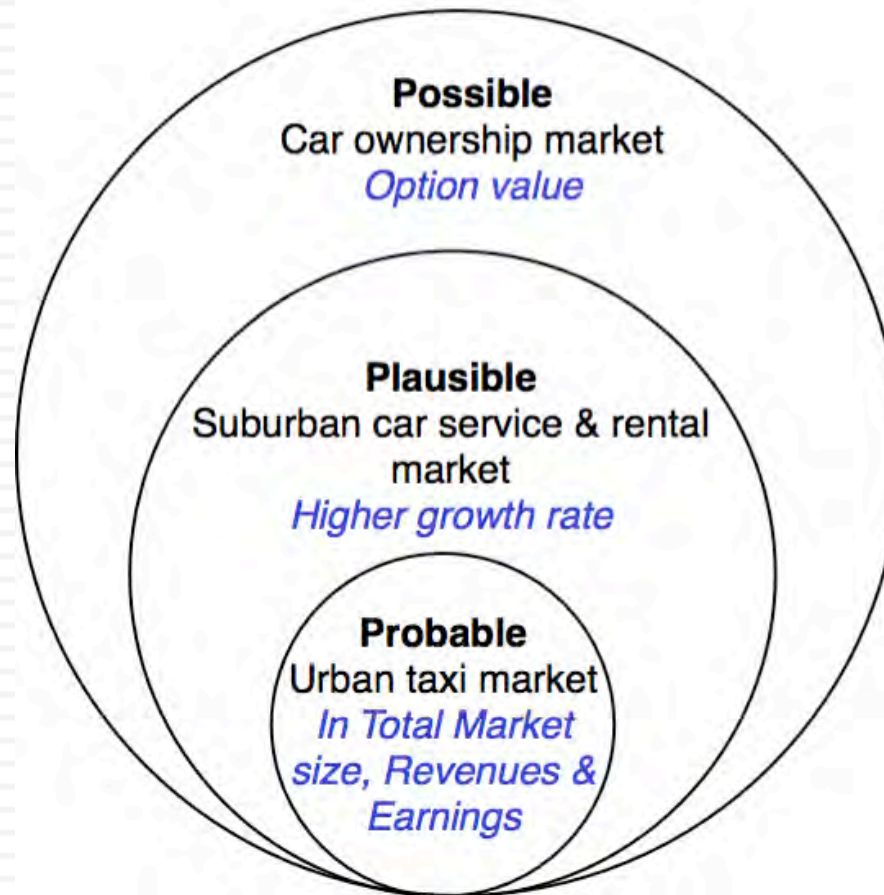 Possible
Car ownership market
Option value
Plausible
Suburban car service & rental
market
Higher growth rate
Probable
Urban taxi market
In Total Market
size, Revenues &
Earnings